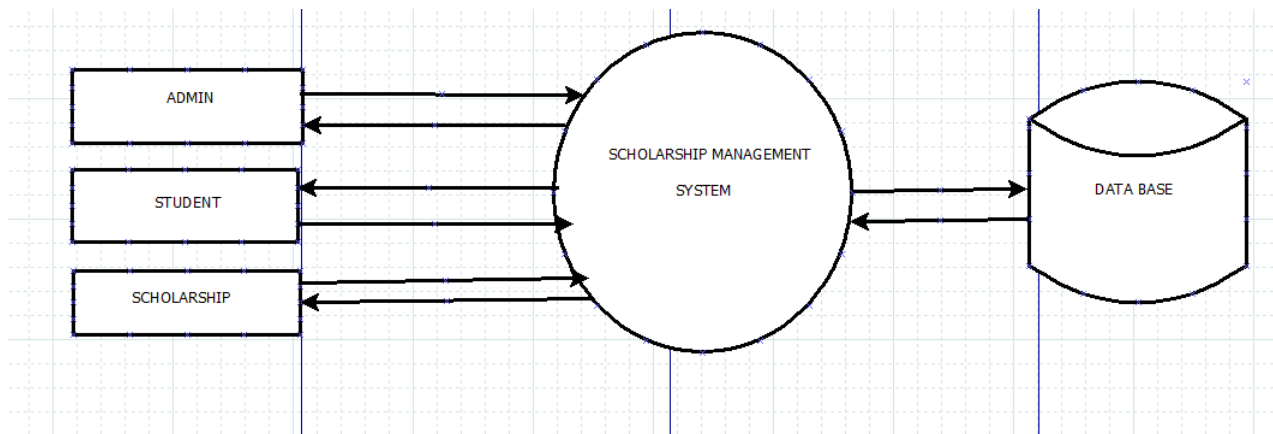 ADMIN
STUDENT
SCHOLARSHIP
SCHOLARSHIP MANAGEMENT
SYSTEM
DATA BASE